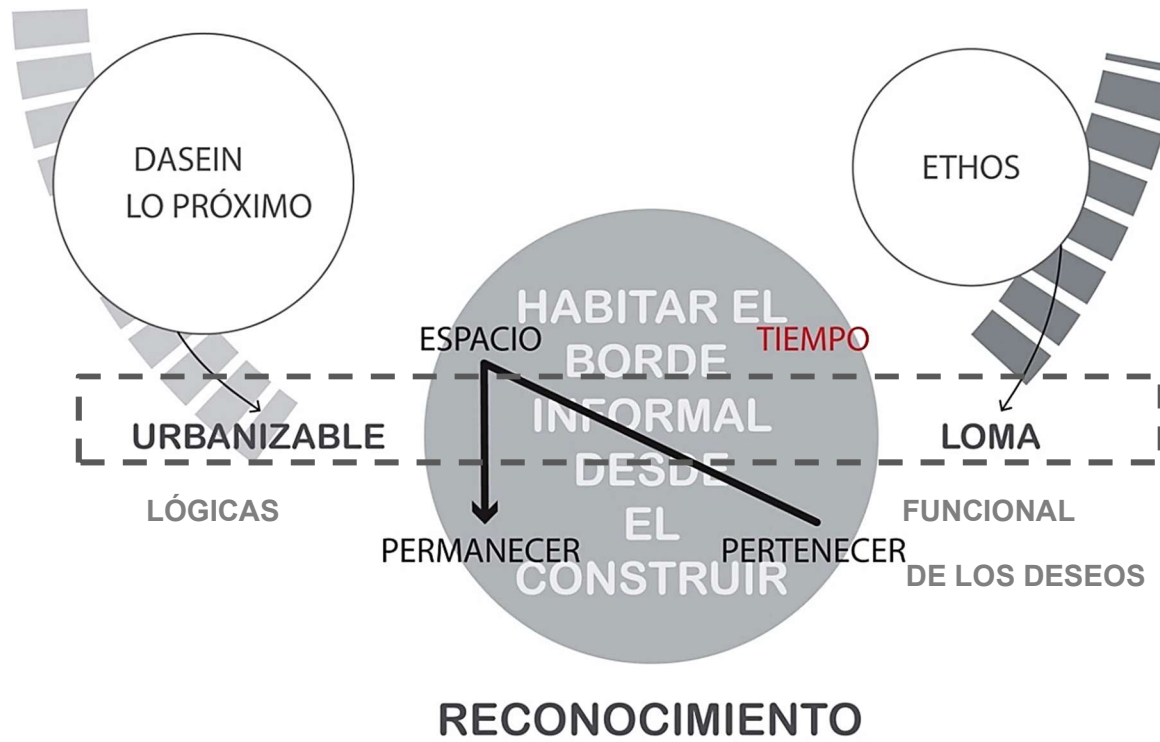 DASEIN
LO PRÓXIMO
ETHOS
HABITAR EL
BORDE
INFORMAL
DESDE
EL
CONSTRUIR
ESPACIO
TIEMPO
URBANIZABLE
LOMA
LÓGICAS
FUNCIONAL
PERMANECER
PERTENECER
DE LOS DESEOS
RECONOCIMIENTO